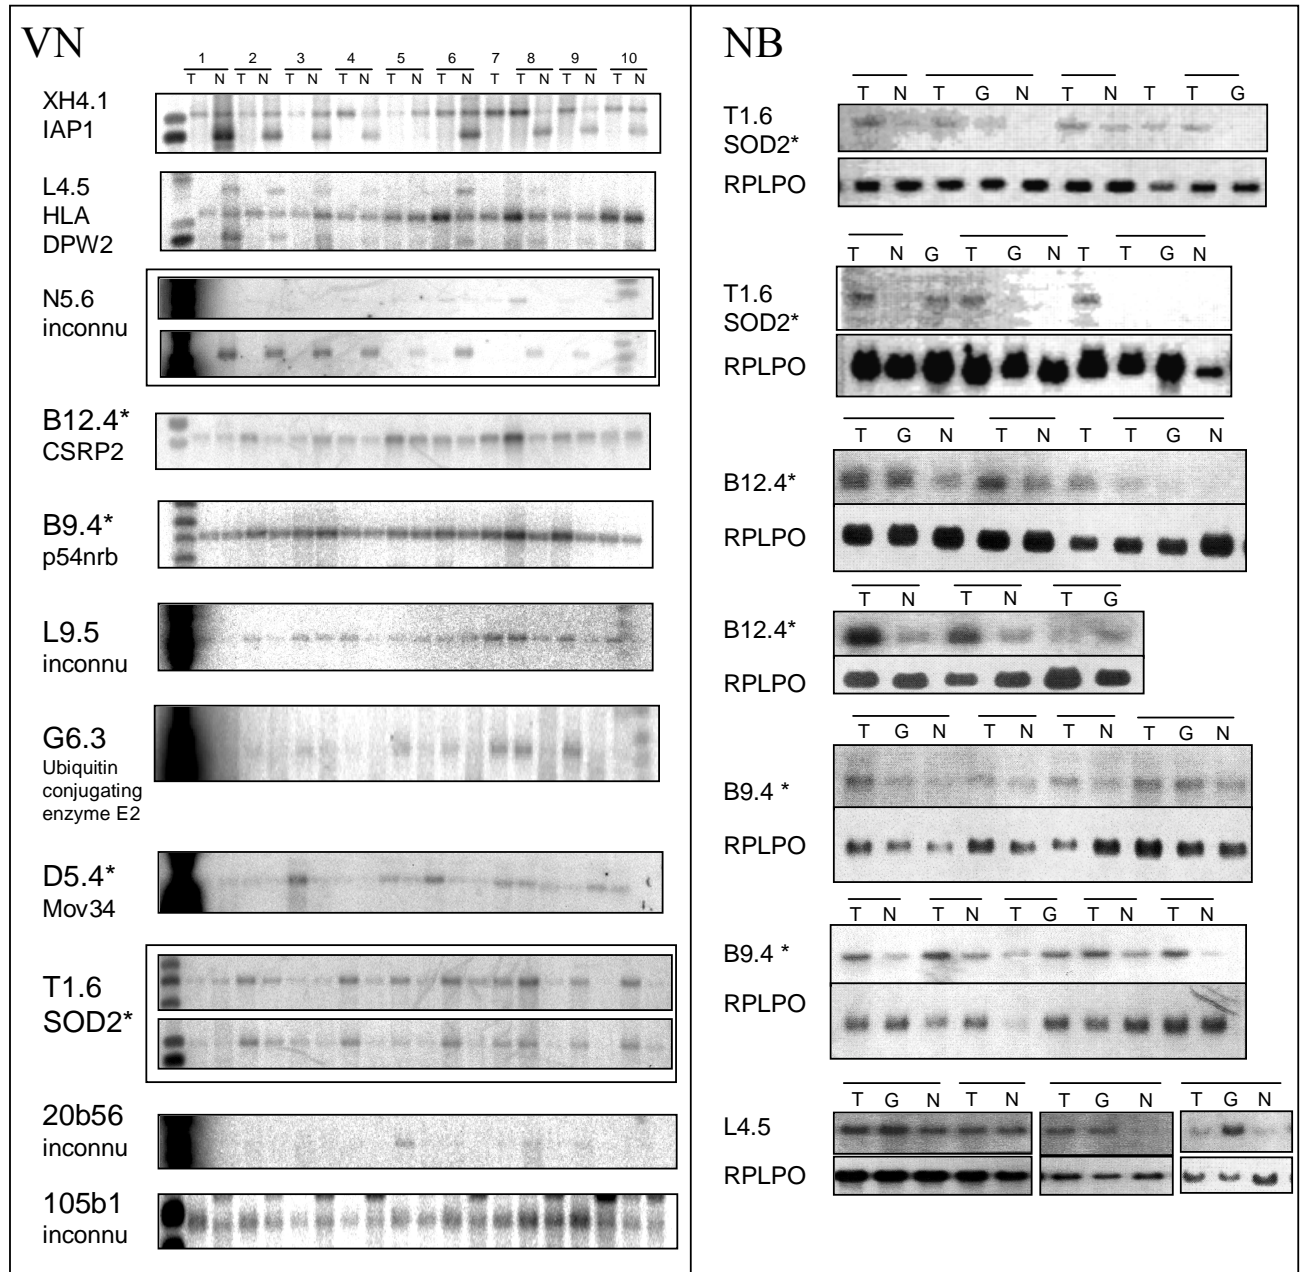 VN
1 2 3 4 5 6 7 8 9 10
T N T N T N T N T N T N T T N T N T N
XH4.1
IAP1
L4.5
HLA
DPW2
N5.6
inconnu
B12.4*
CSRP2
B9.4*
p54nrb
L9.5
inconnu
G6.3
Ubiquitin
conjugating
enzyme E2
D5.4*
Mov34
T1.6
SOD2*
20b56
inconnu
105b1
inconnu
NB
T N T G N T N T T G
T1.6
SOD2*
RPLPO
T N G T G N T T G N
T1.6
SOD2*
RPLPO
T G N T N T T G N
B12.4*
RPLPO
T N T N T G
B12.4*
RPLPO
T G N T N T N T G N
B9.4 *
RPLPO
T N T N T G T N T N
B9.4 *
RPLPO
T G N T N T G N T G N
L4.5
RPLPO